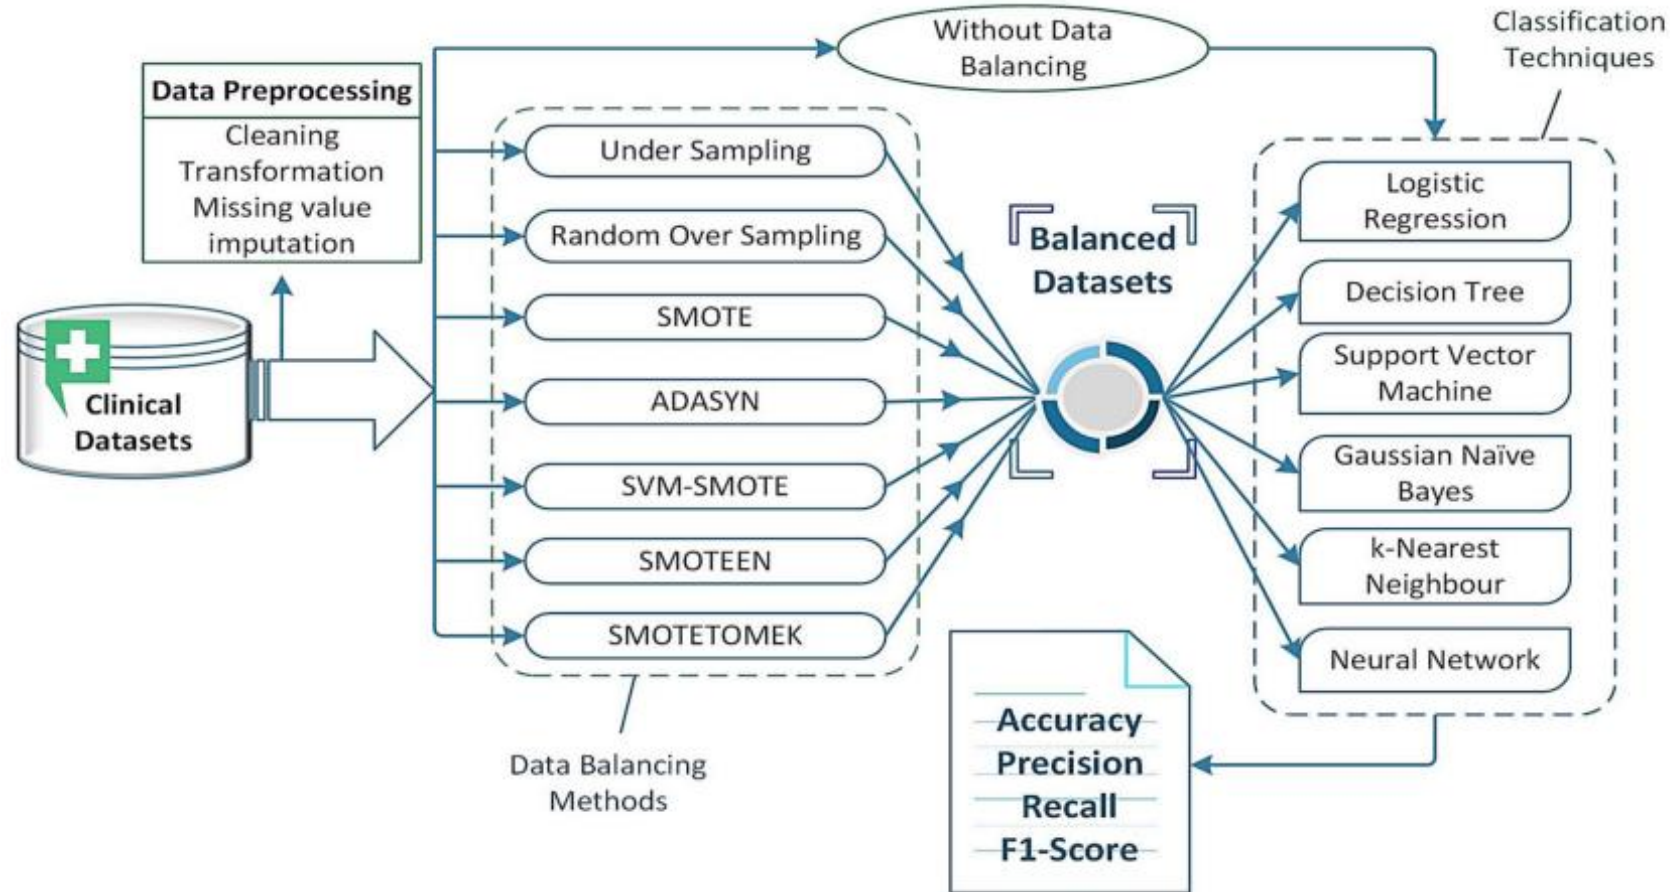 Without Data
Balancing
Classification
Techniques
Data Preprocessing
Cleaning
Transformation
Missing value
imputation
Clinical
Datasets
Under Sampling
Random Over Sampling
SMOTE
ADASYN
SVM-SMOTE
SMOTEEN
SMOTETOMEK
Data Balancing
Methods
Balanced
Datasets
Logistic
Regression
Decision Tree
Support Vector
Machine
Gaussian Naïve
Bayes
k-Nearest
Neighbour
Neural Network
Accuracy
Precision
Recall
F1-Score